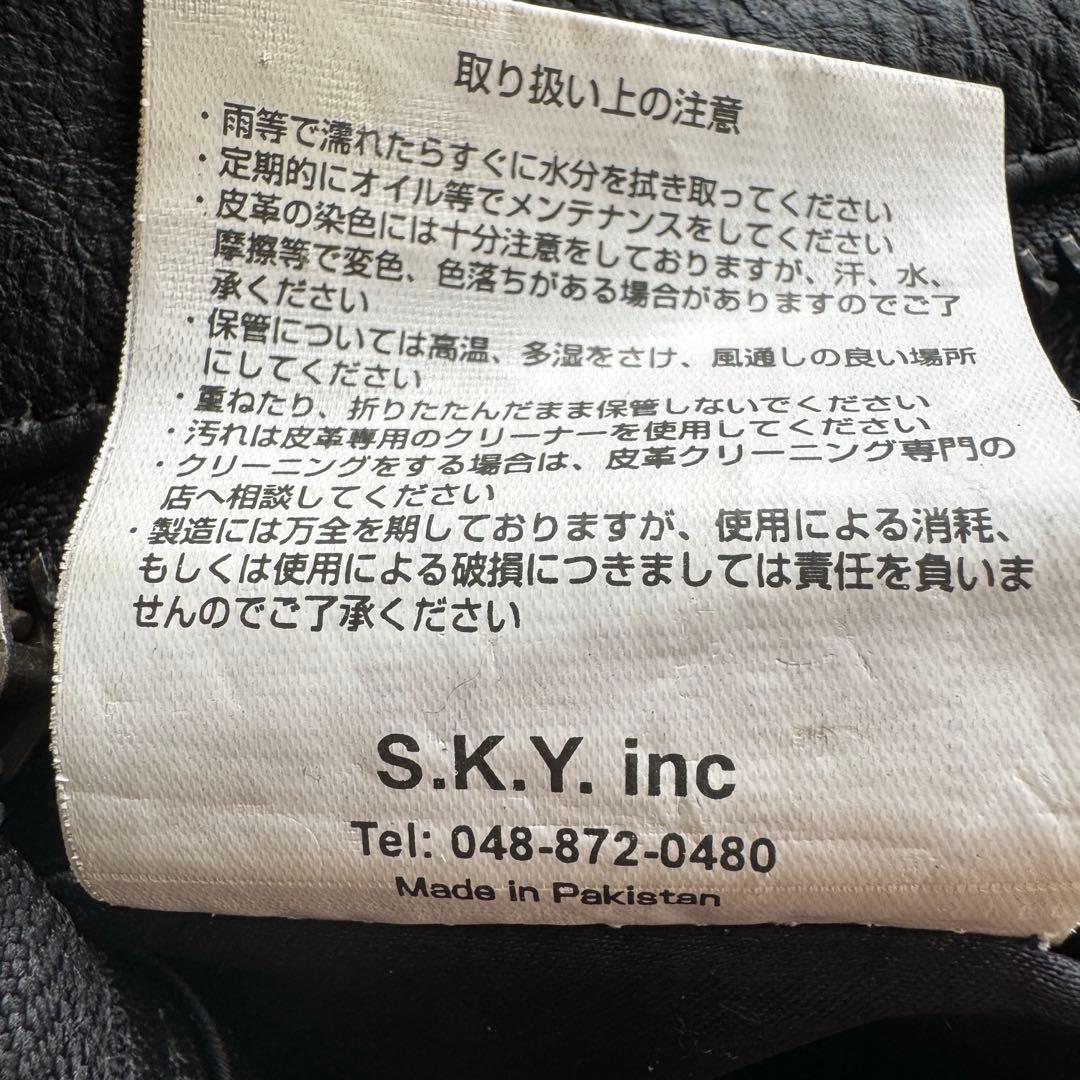 取り扱い上の注意
・雨等で濡れたらすぐに水分を拭き取ってください
・定期的にオイル等でメンテナンスをしてください
・皮革の染色には十分注意をしておりますが、汗、水、
摩擦等で変色、色落ちがある場合がありますのでご了
承ください
・保管については高温、多湿をさけ、風通しの良い場所
にしてください
・重ねたり、折りたたんだまま保管しないでください
・汚れは皮革専用のクリーナーを使用してください
・クリーニングをする場合は、皮革クリーニング専門の
店へ相談してください
・製造には万全を期しておりますが、使用による消耗、
もしくは使用による破損につきましては責任を負いま
せんのでご了承ください
S.K.Y. inc
Tel: 048-872-0480
Made in Pakistan